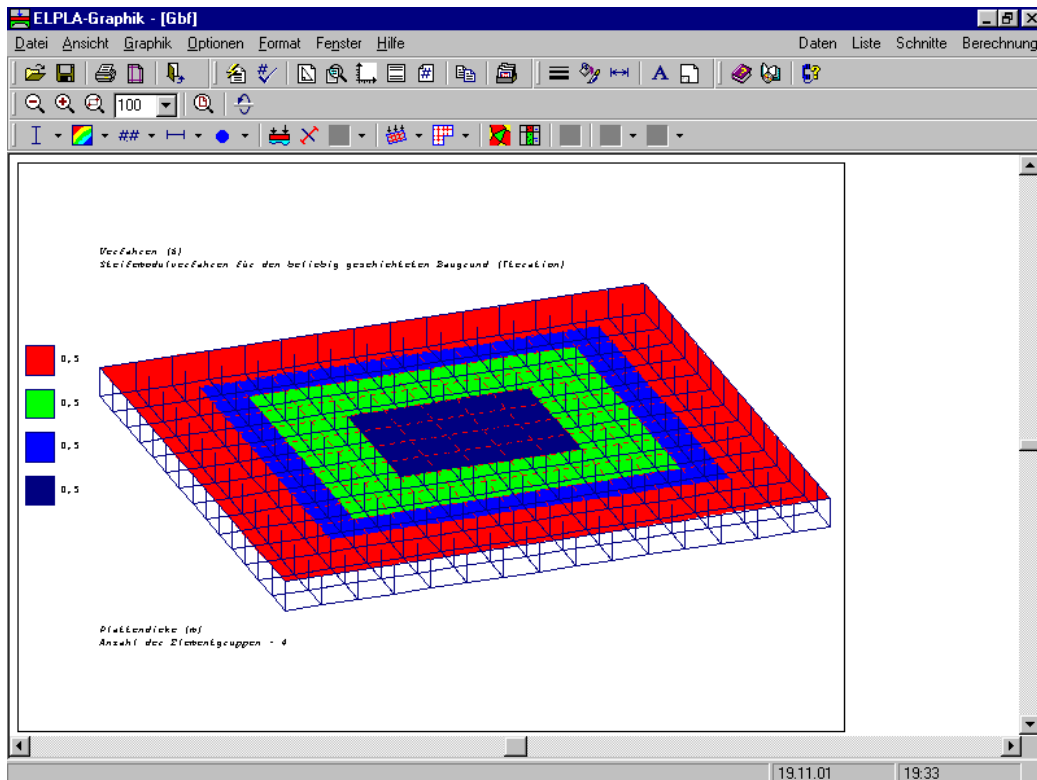 ELPLA-Graphik - [Gbf]
Datei Ansicht Graphik Optionen Format Fenster Hilfe Daten Liste Schnitte Berechnung
100
Verfahren (6)
Steifemodulverfahren für den beliebig geschichteten Baugrund (Iteration)
0,5
0,5
0,5
0,5
Plattendicke (m)
Anzahl der Elementgruppen - 4
19.11.01 19:33